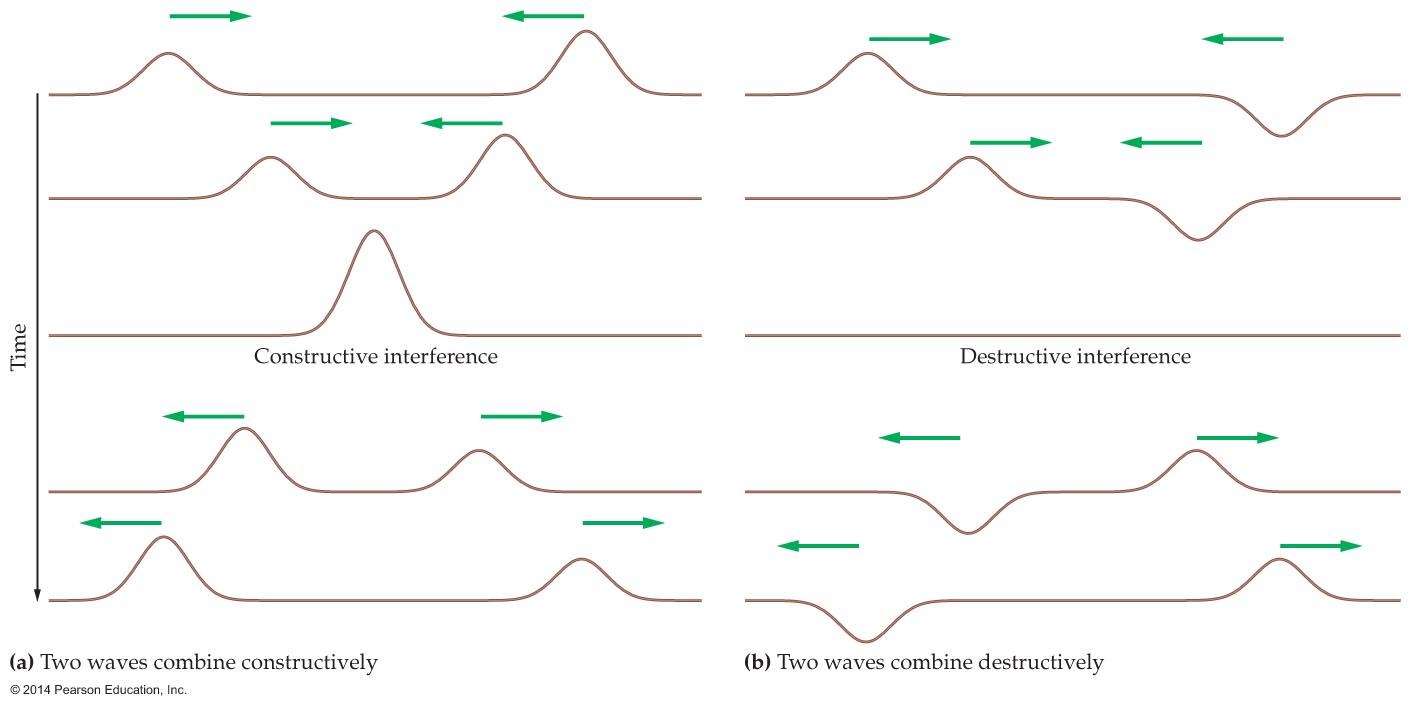 Time
Constructive interference
Destructive interference
(a) Two waves combine constructively
(b) Two waves combine destructively
© 2014 Pearson Education, Inc.